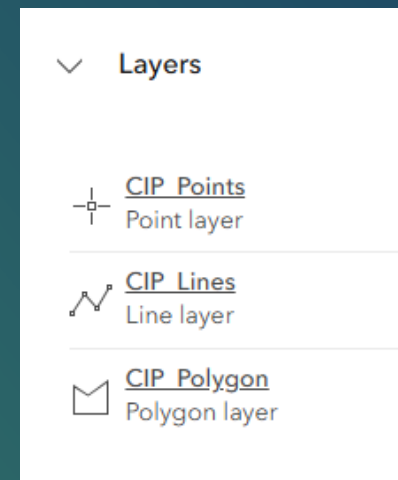 Layers
CIP_Points
Point layer
CIP_Lines
Line layer
CIP_Polygon
Polygon layer